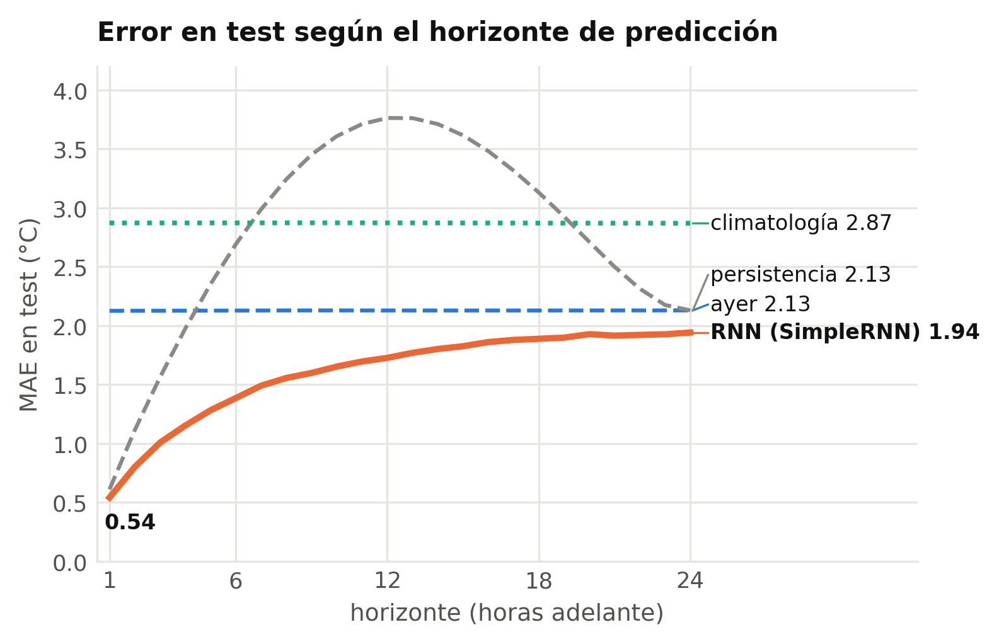 Error en test según el horizonte de predicción
MAE en test (°C)
4.0
3.5
3.0
2.5
2.0
1.5
1.0
0.5
0.0
climatología 2.87
persistencia 2.13
ayer 2.13
RNN (SimpleRNN) 1.94
0.54
1 6 12 18 24
horizonte (horas adelante)